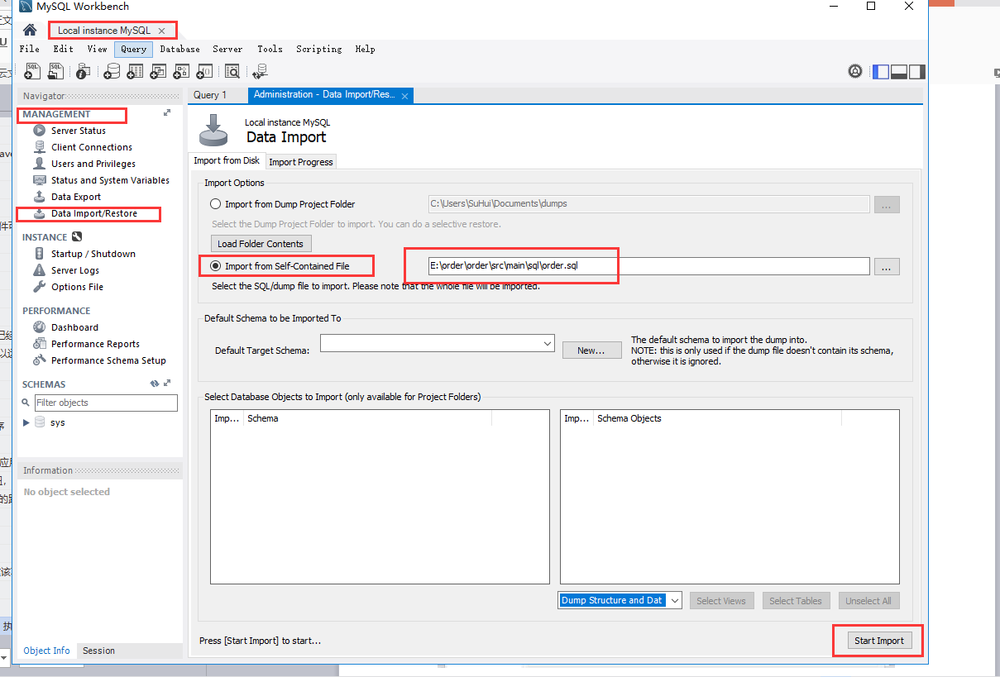 MySQL Workbench
Local instance MySQL
File Edit View Query Database Server Tools Scripting Help
Navigator
MANAGEMENT
Server Status
Client Connections
Users and Privileges
Status and System Variables
Data Export
Data Import/Restore
INSTANCE
Startup / Shutdown
Server Logs
Options File
PERFORMANCE
Dashboard
Performance Reports
Performance Schema Setup
SCHEMAS
Filter objects
sys
Information
No object selected
Object Info Session
Query 1 Administration - Data Import/Res...
Local instance MySQL
Data Import
Import from Disk Import Progress
Import Options
Import from Dump Project Folder C:\Users\SuHui\Documents\dumps ...
Select the Dump Project Folder to import. You can do a selective restore.
Load Folder Contents
Import from Self-Contained File E:\order\order\src\main\sql\order.sql ...
Select the SQL/dump file to import. Please note that the whole file will be imported.
Default Schema to be Imported To
Default Target Schema: New...
The default schema to import the dump into.
NOTE: this is only used if the dump file doesn't contain its schema,
otherwise it is ignored.
Select Database Objects to Import (only available for Project Folders)
Imp... Schema Imp... Schema Objects
Dump Structure and Dat Select Views Select Tables Unselect All
Press [Start Import] to start... Start Import